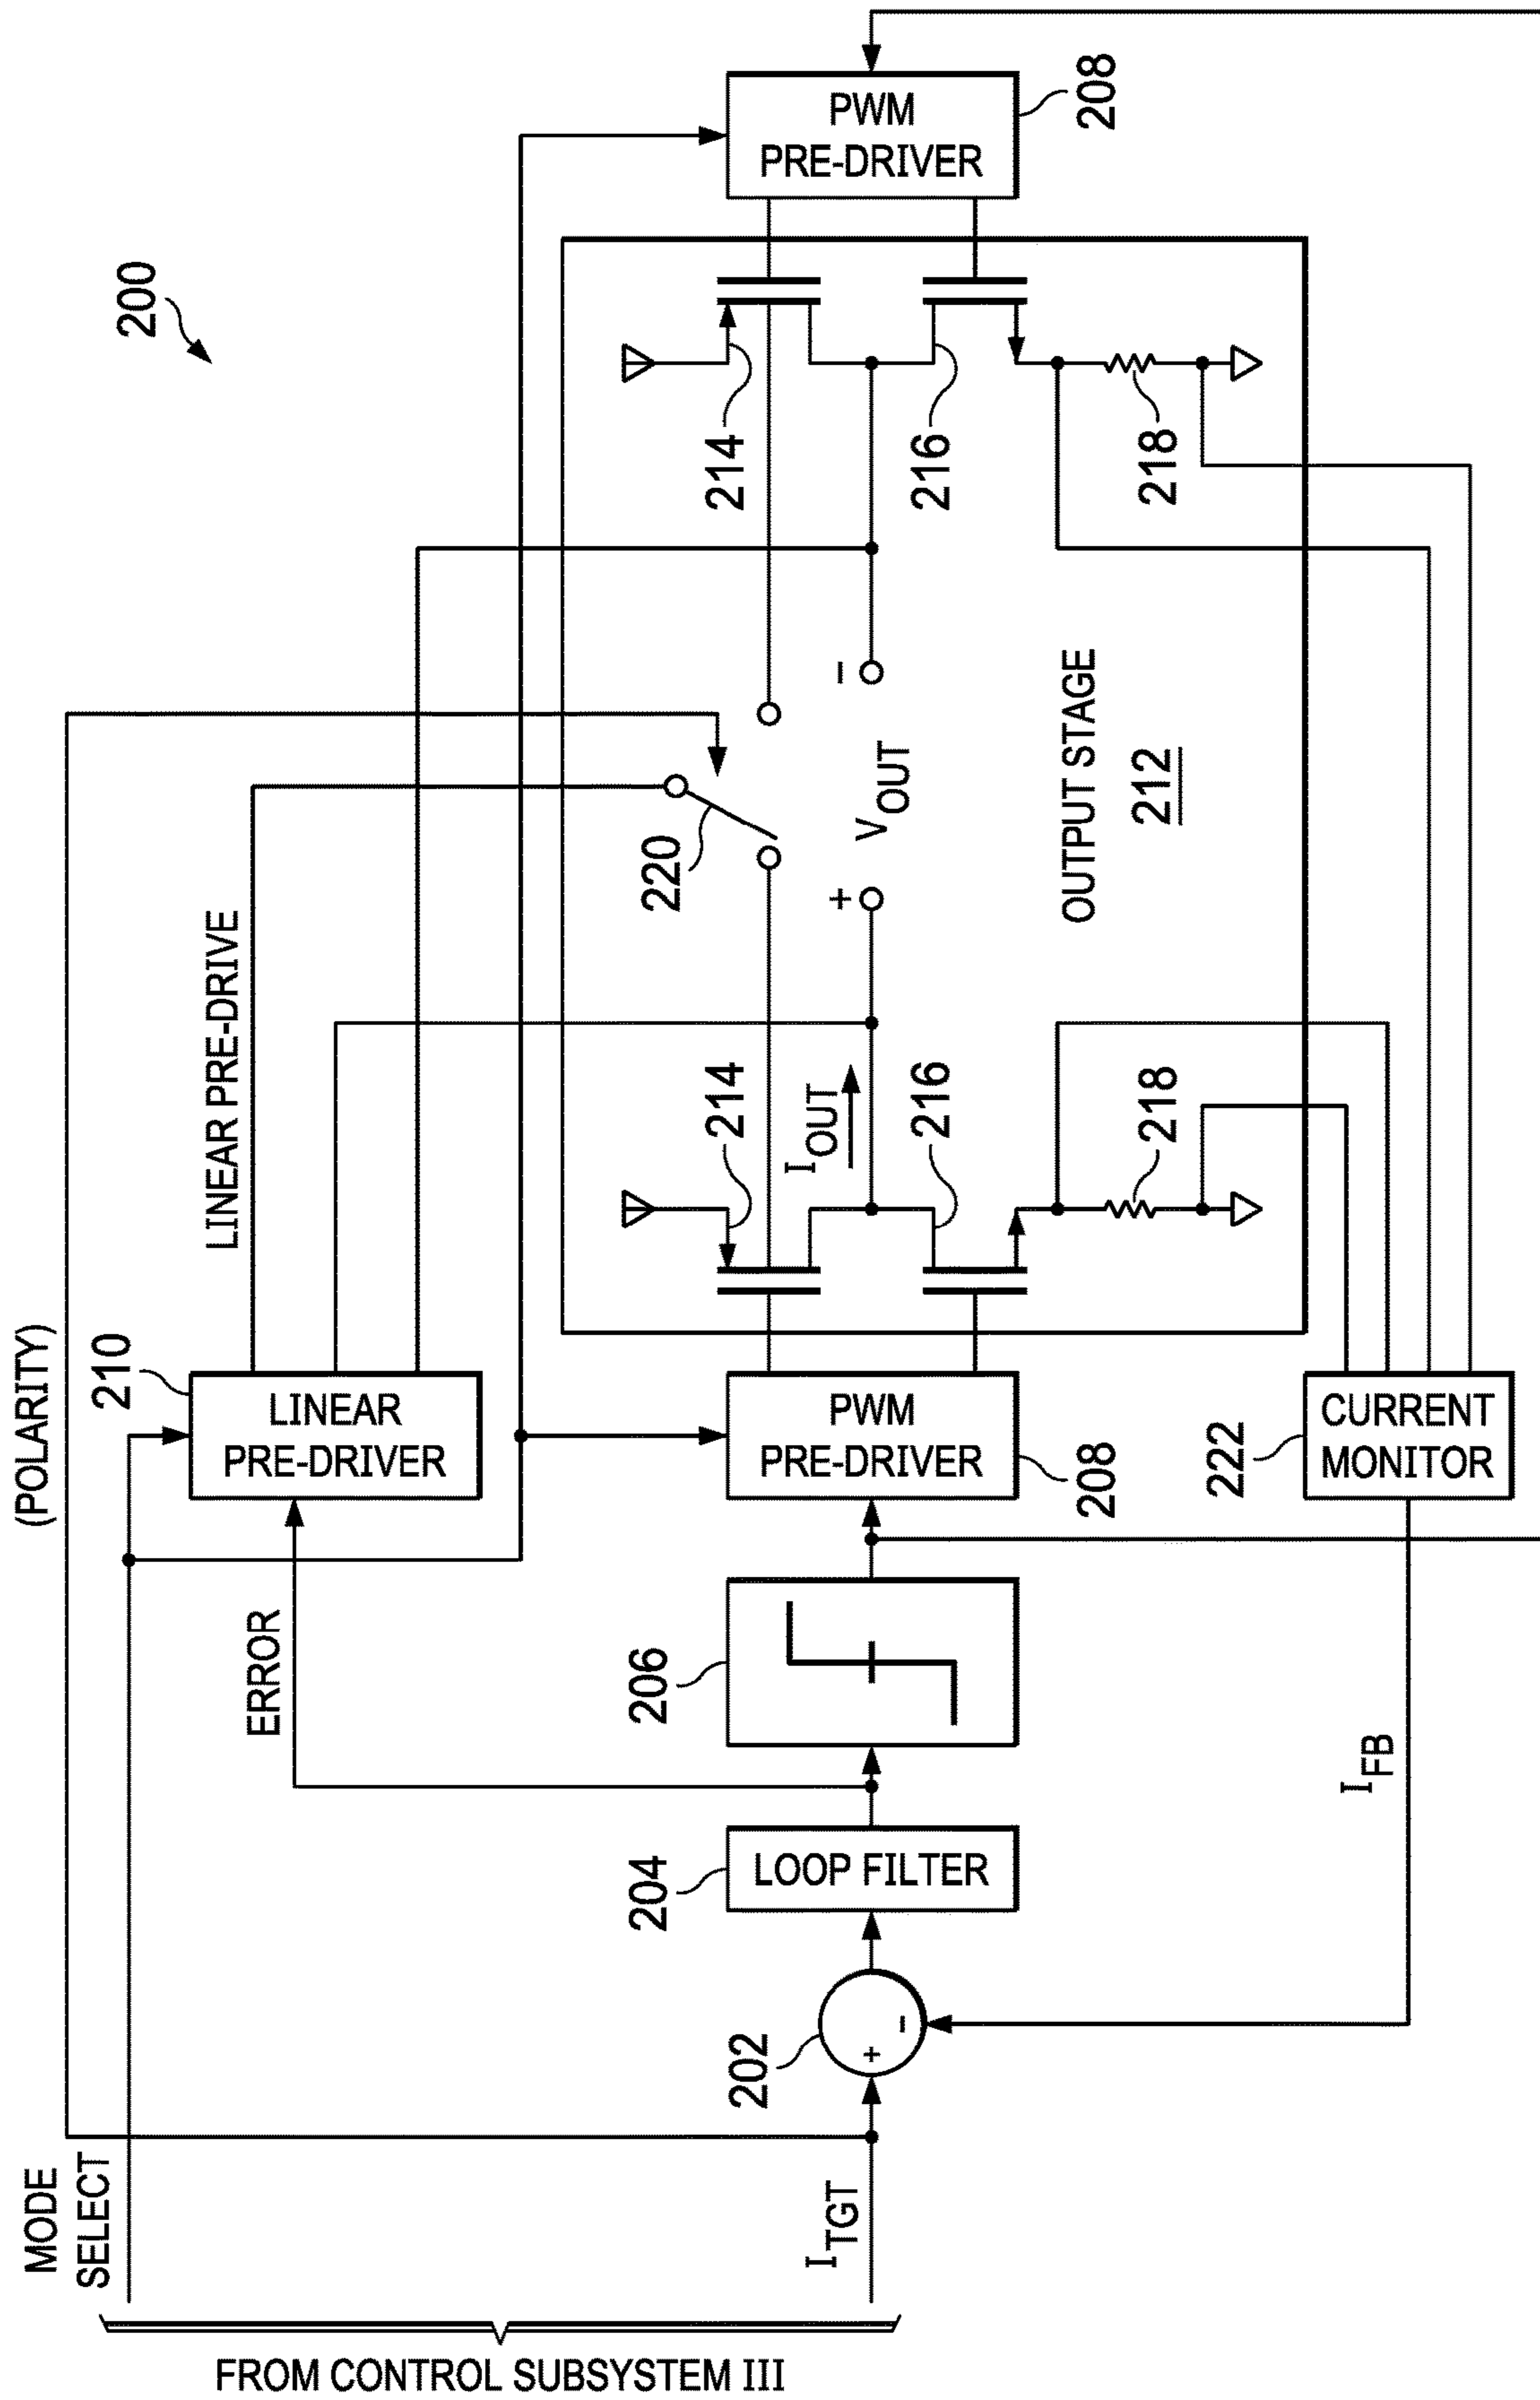 200
(POLARITY)
MODE
SELECT
LINEAR PRE-DRIVE
210
LINEAR
PRE-DRIVER
ERROR
220
214
214
I OUT
+
V OUT
−
216
216
218
218
OUTPUT STAGE
212
PWM
PRE-DRIVER
208
PWM
PRE-DRIVER
208
206
204
LOOP FILTER
202
+
−
I TGT
I FB
222
CURRENT
MONITOR
FROM CONTROL SUBSYSTEM III